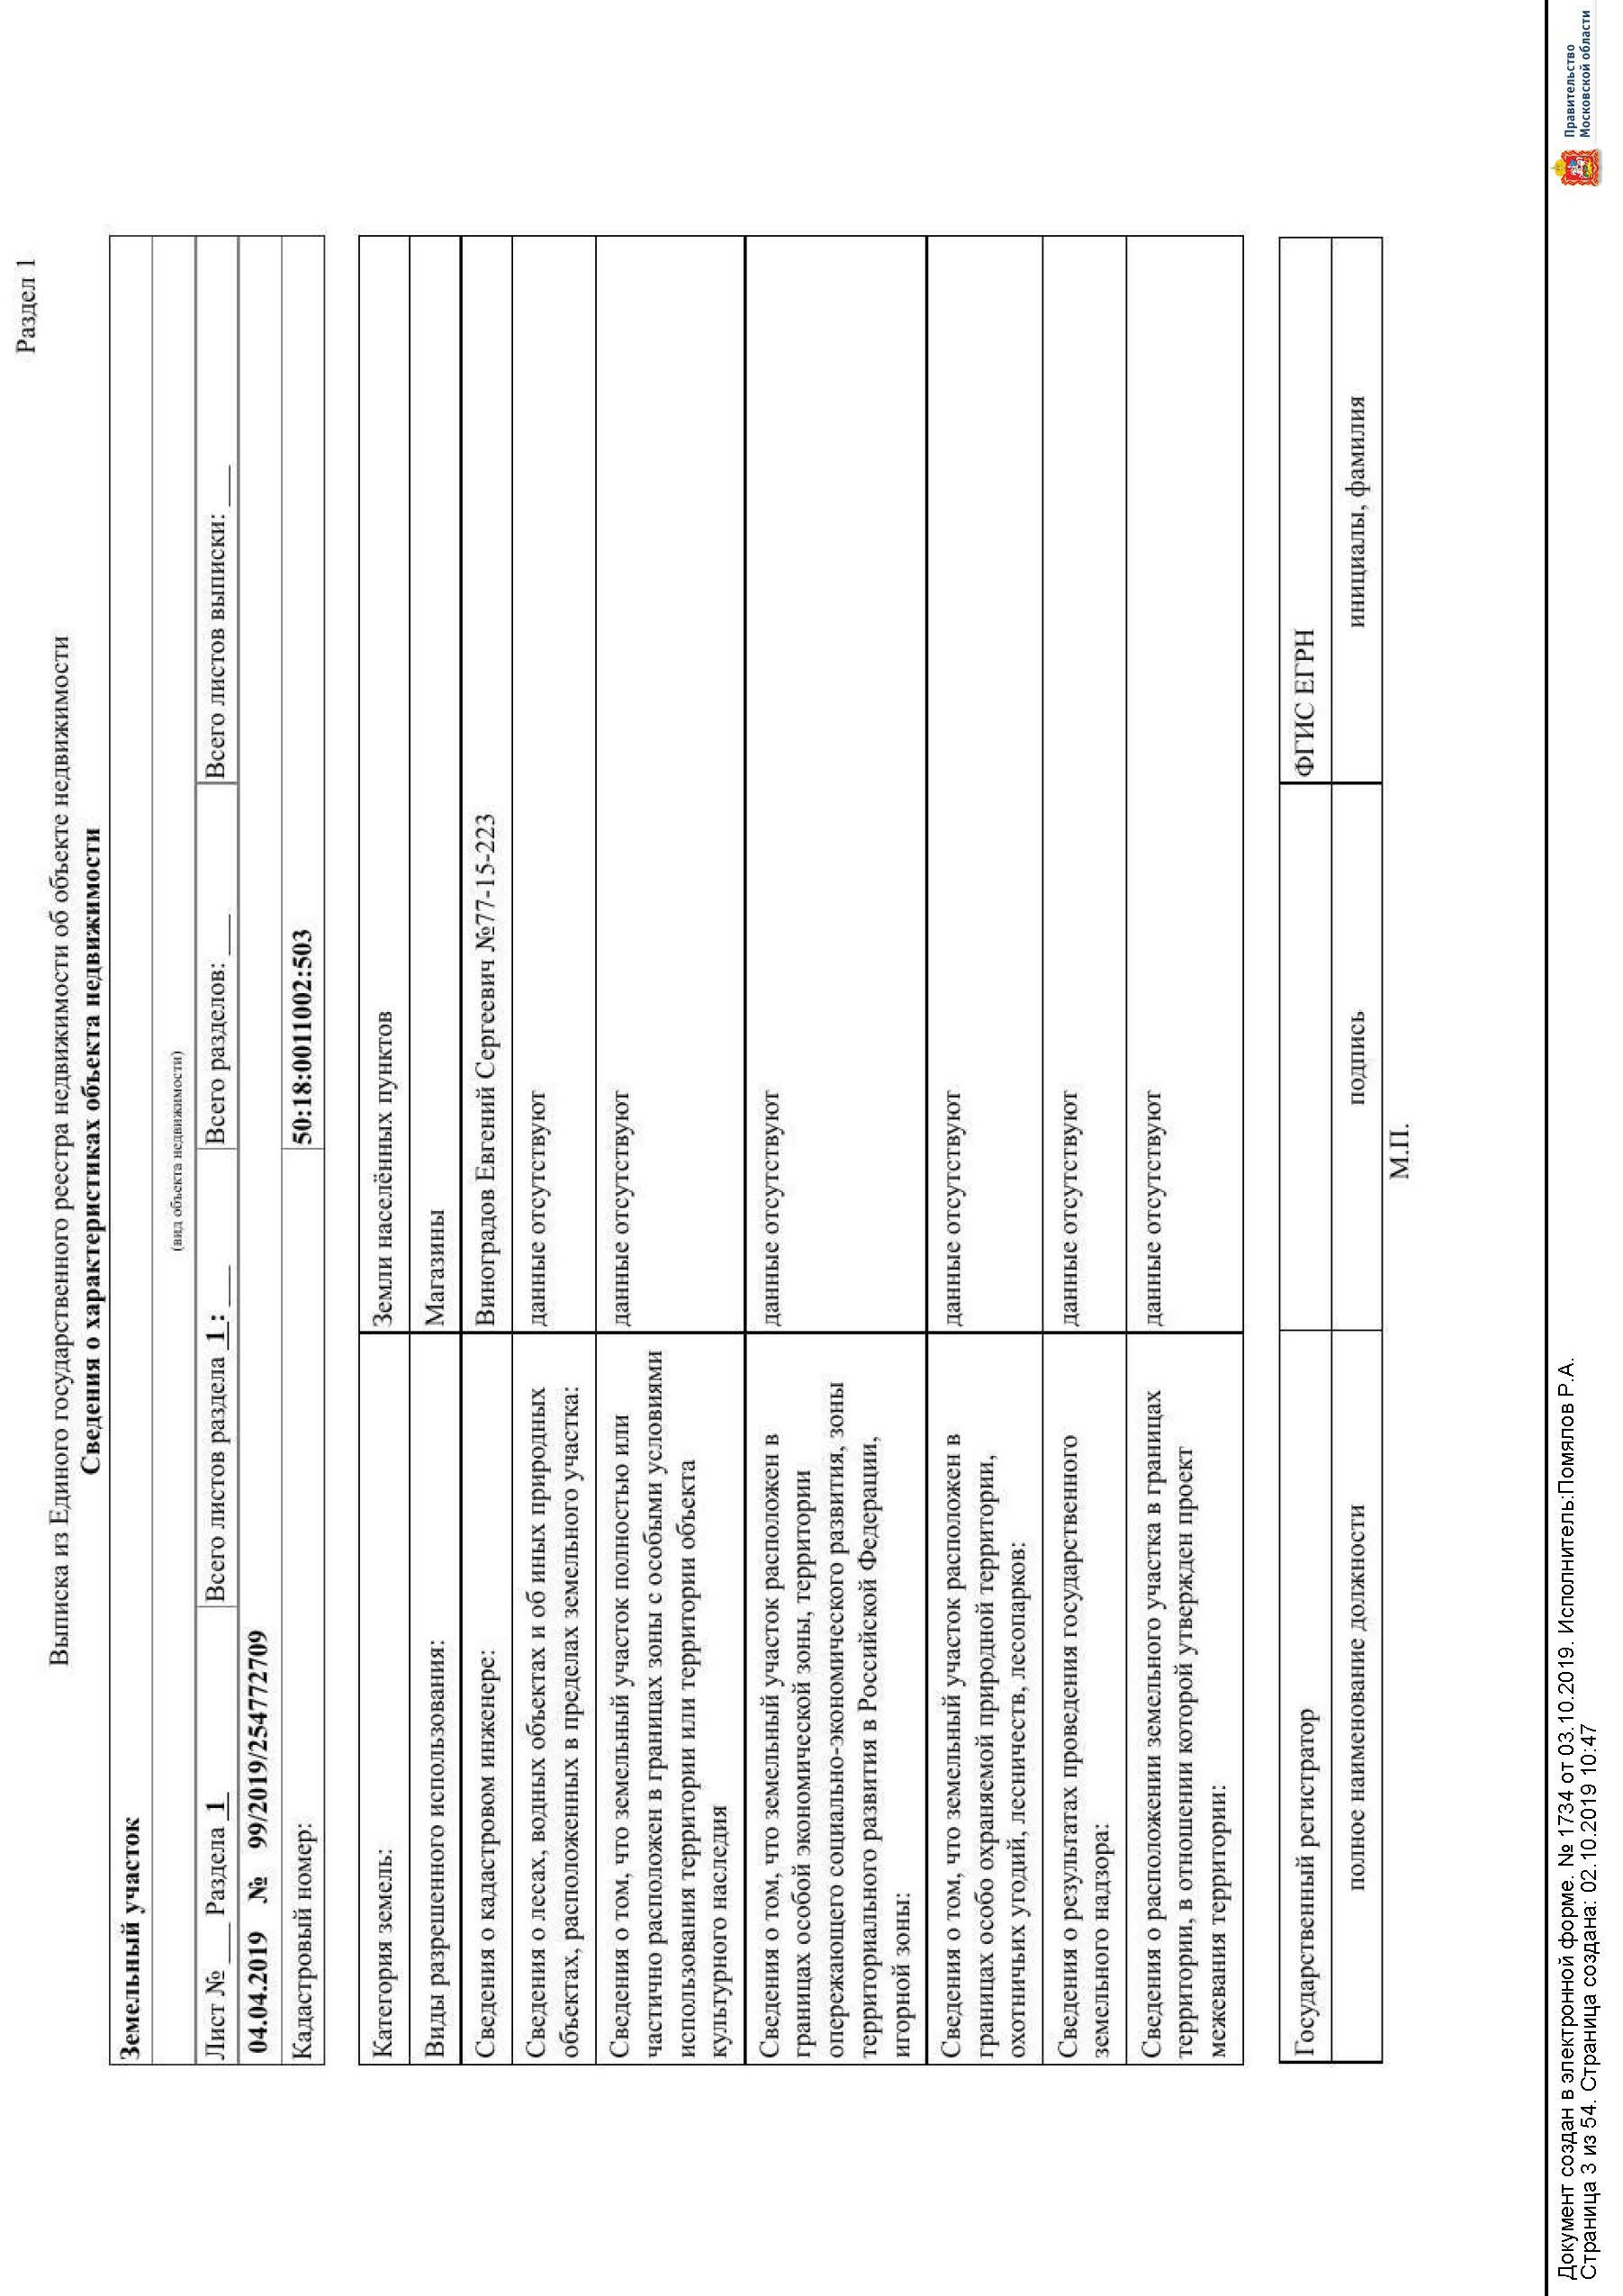 Раздел 1
Выписка из Единого государственного реестра недвижимости об объекте недвижимости
Сведения о характеристиках объекта недвижимости
Земельный участок
(вид объекта недвижимости)
Лист № ___ Раздела 1 Всего листов раздела 1 : ___ Всего разделов: ___ Всего листов выписки: ___
04.04.2019 № 99/2019/254772709
Кадастровый номер: 50:18:0011002:503
Категория земель: Земли населённых пунктов
Виды разрешенного использования: Магазины
Сведения о кадастровом инженере: Виноградов Евгений Сергеевич №77-15-223
Сведения о лесах, водных объектах и об иных природных данные отсутствуют
объектах, расположенных в пределах земельного участка:
Сведения о том, что земельный участок полностью или данные отсутствуют
частично расположен в границах зоны с особыми условиями
использования территории или территории объекта
культурного наследия
Сведения о том, что земельный участок расположен в данные отсутствуют
границах особой экономической зоны, территории
опережающего социально-экономического развития, зоны
территориального развития в Российской Федерации,
игорной зоны:
Сведения о том, что земельный участок расположен в данные отсутствуют
границах особо охраняемой природной территории,
охотничьих угодий, лесничеств, лесопарков:
Сведения о результатах проведения государственного данные отсутствуют
земельного надзора:
Сведения о расположении земельного участка в границах данные отсутствуют
территории, в отношении которой утвержден проект
межевания территории:
Государственный регистратор ФГИС ЕГРН
полное наименование должности подпись инициалы, фамилия
М.П.
Документ создан в электронной форме. № 1734 от 03.10.2019. Исполнитель:Помялов Р.А.
Страница 3 из 54. Страница создана: 02.10.2019 10:47
Правительство
Московской области